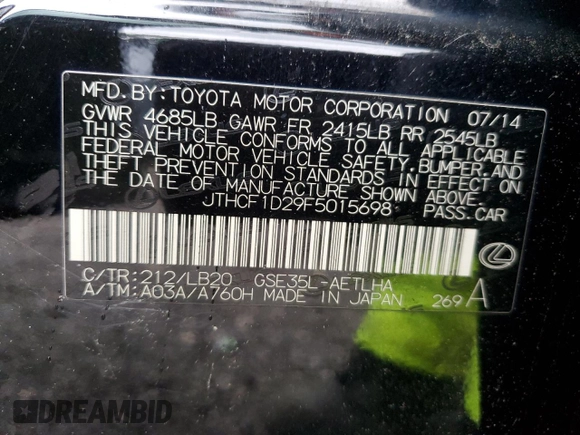 MFD. BY: TOYOTA MOTOR CORPORATION 07/14
GVWR 4685LB GAWR FR 2415LB RR 2545LB
THIS VEHICLE CONFORMS TO ALL APPLICABLE
FEDERAL MOTOR VEHICLE SAFETY, BUMPER, AND
THEFT PREVENTION STANDARDS IN EFFECT ON
THE DATE OF MANUFACTURE SHOWN ABOVE.
JTHCF1D29F5015698 PASS. CAR
C/TR: 212/LB20 GSE35L-AETLHA
A/TM: A03A/A760H MADE IN JAPAN 269 A
DREAMBID